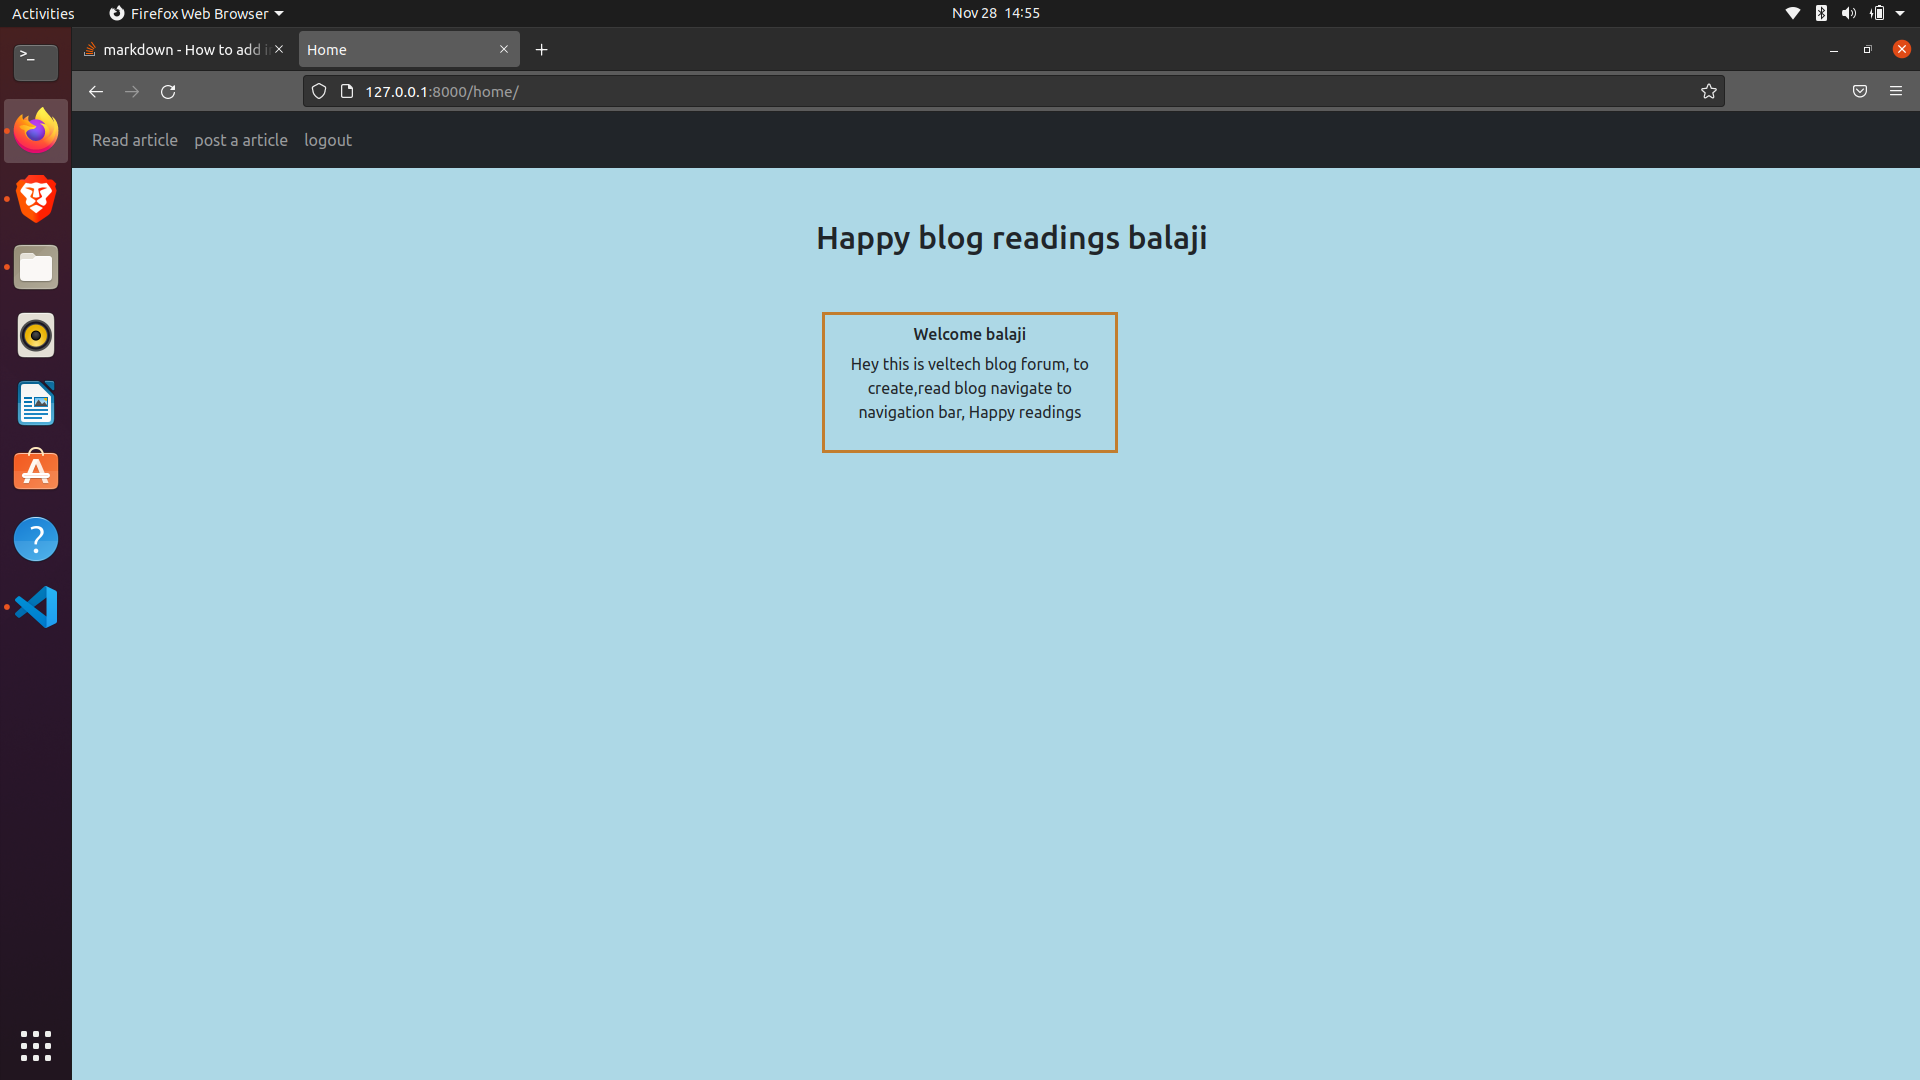 Activities
Firefox Web Browser
Nov 28 14:55
markdown - How to add i
Home
127.0.0.1:8000/home/
Read article
post a article
logout
Happy blog readings balaji
Welcome balaji
Hey this is veltech blog forum, to
create,read blog navigate to
navigation bar, Happy readings